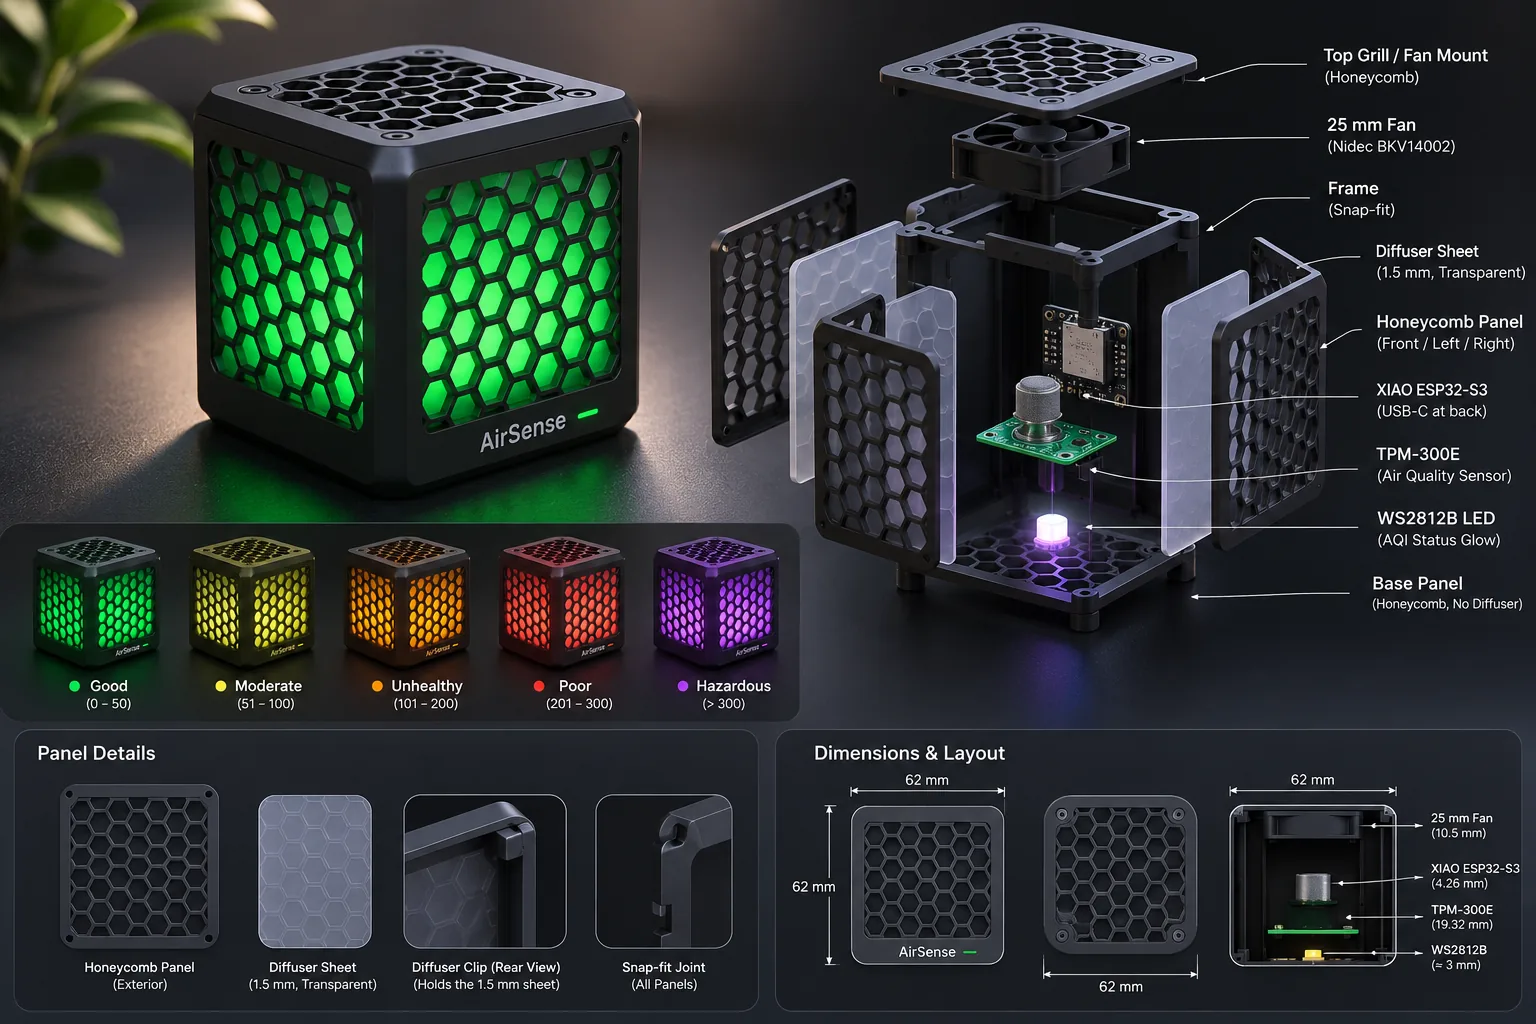 AirSense
Top Grill / Fan Mount
(Honeycomb)
25 mm Fan
(Nidec BKV14002)
Frame
(Snap-fit)
Diffuser Sheet
(1.5 mm, Transparent)
Honeycomb Panel
(Front / Left / Right)
XIAO ESP32-S3
(USB-C at back)
TPM-300E
(Air Quality Sensor)
WS2812B LED
(AQI Status Glow)
Base Panel
(Honeycomb, No Diffuser)
AirSense
AirSense
AirSense
AirSense
AirSense
Good
(0 – 50)
Moderate
(51 – 100)
Unhealthy
(101 – 200)
Poor
(201 – 300)
Hazardous
(> 300)
Panel Details
Honeycomb Panel
(Exterior)
Diffuser Sheet
(1.5 mm, Transparent)
Diffuser Clip (Rear View)
(Holds the 1.5 mm sheet)
Snap-fit Joint
(All Panels)
Dimensions & Layout
62 mm
62 mm
AirSense
62 mm
62 mm
25 mm Fan
(10.5 mm)
XIAO ESP32-S3
(4.26 mm)
TPM-300E
(19.32 mm)
WS2812B
(≈ 3 mm)